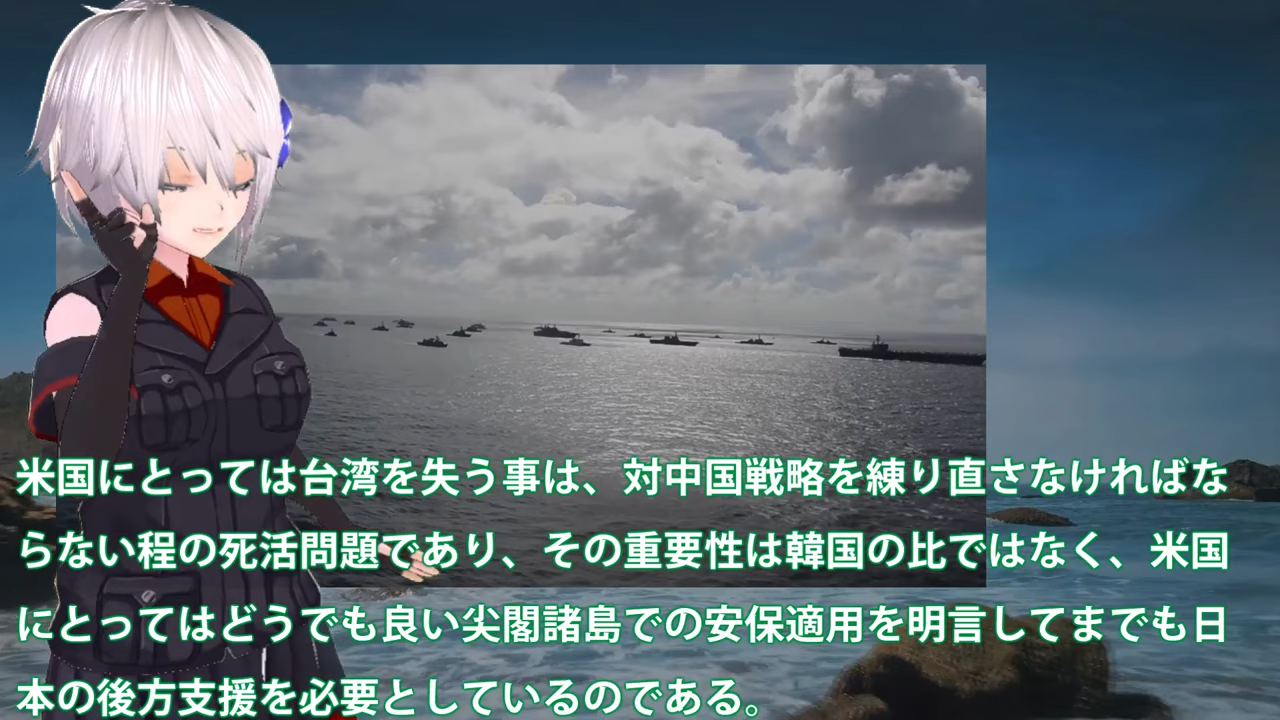 米国にとっては台湾を失う事は、対中国戦略を練り直さなければな
らない程の死活問題であり、その重要性は韓国の比ではなく、米国
にとってはどうでも良い尖閣諸島での安保適用を明言してまでも日
本の後方支援を必要としているのである。